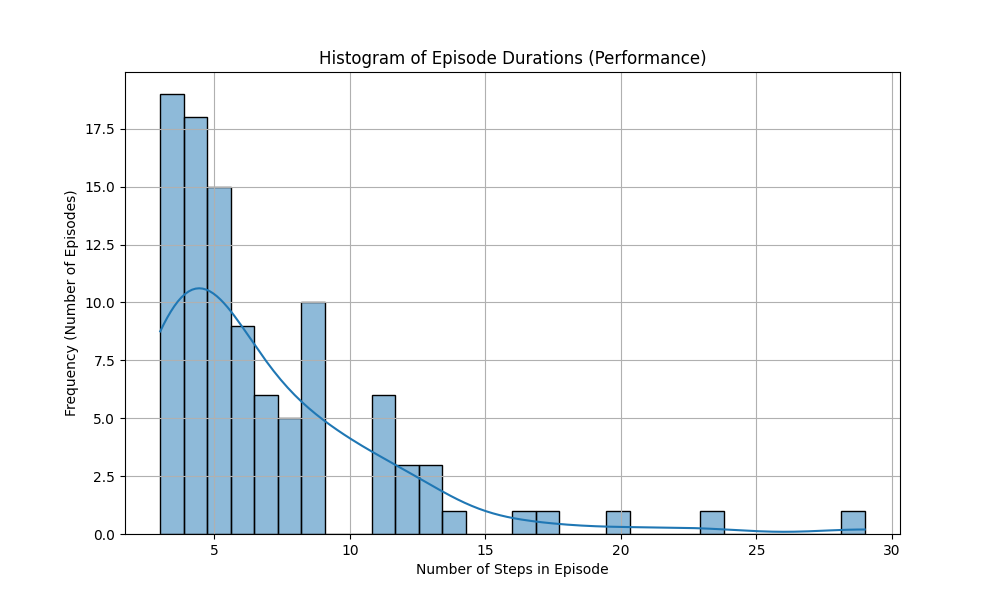 Histogram of Episode Durations (Performance)
Frequency (Number of Episodes)
17.5
15.0
12.5
10.0
7.5
5.0
2.5
0.0
5 10 15 20 25 30
Number of Steps in Episode